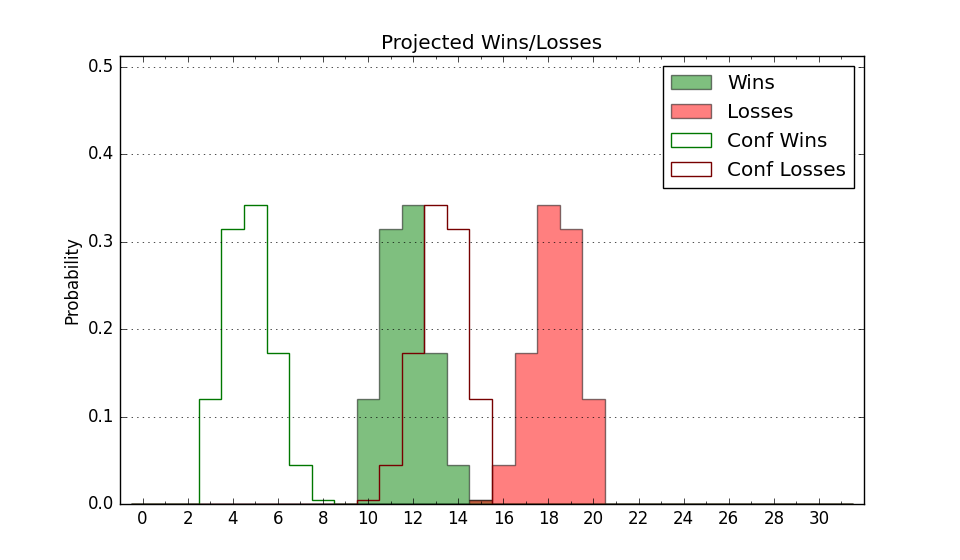 Projected Wins/Losses
Wins
Losses
Conf Wins
Conf Losses
Probability
0.5
0.4
0.3
0.2
0.1
0.0
0 2 4 6 8 10 12 14 16 18 20 22 24 26 28 30